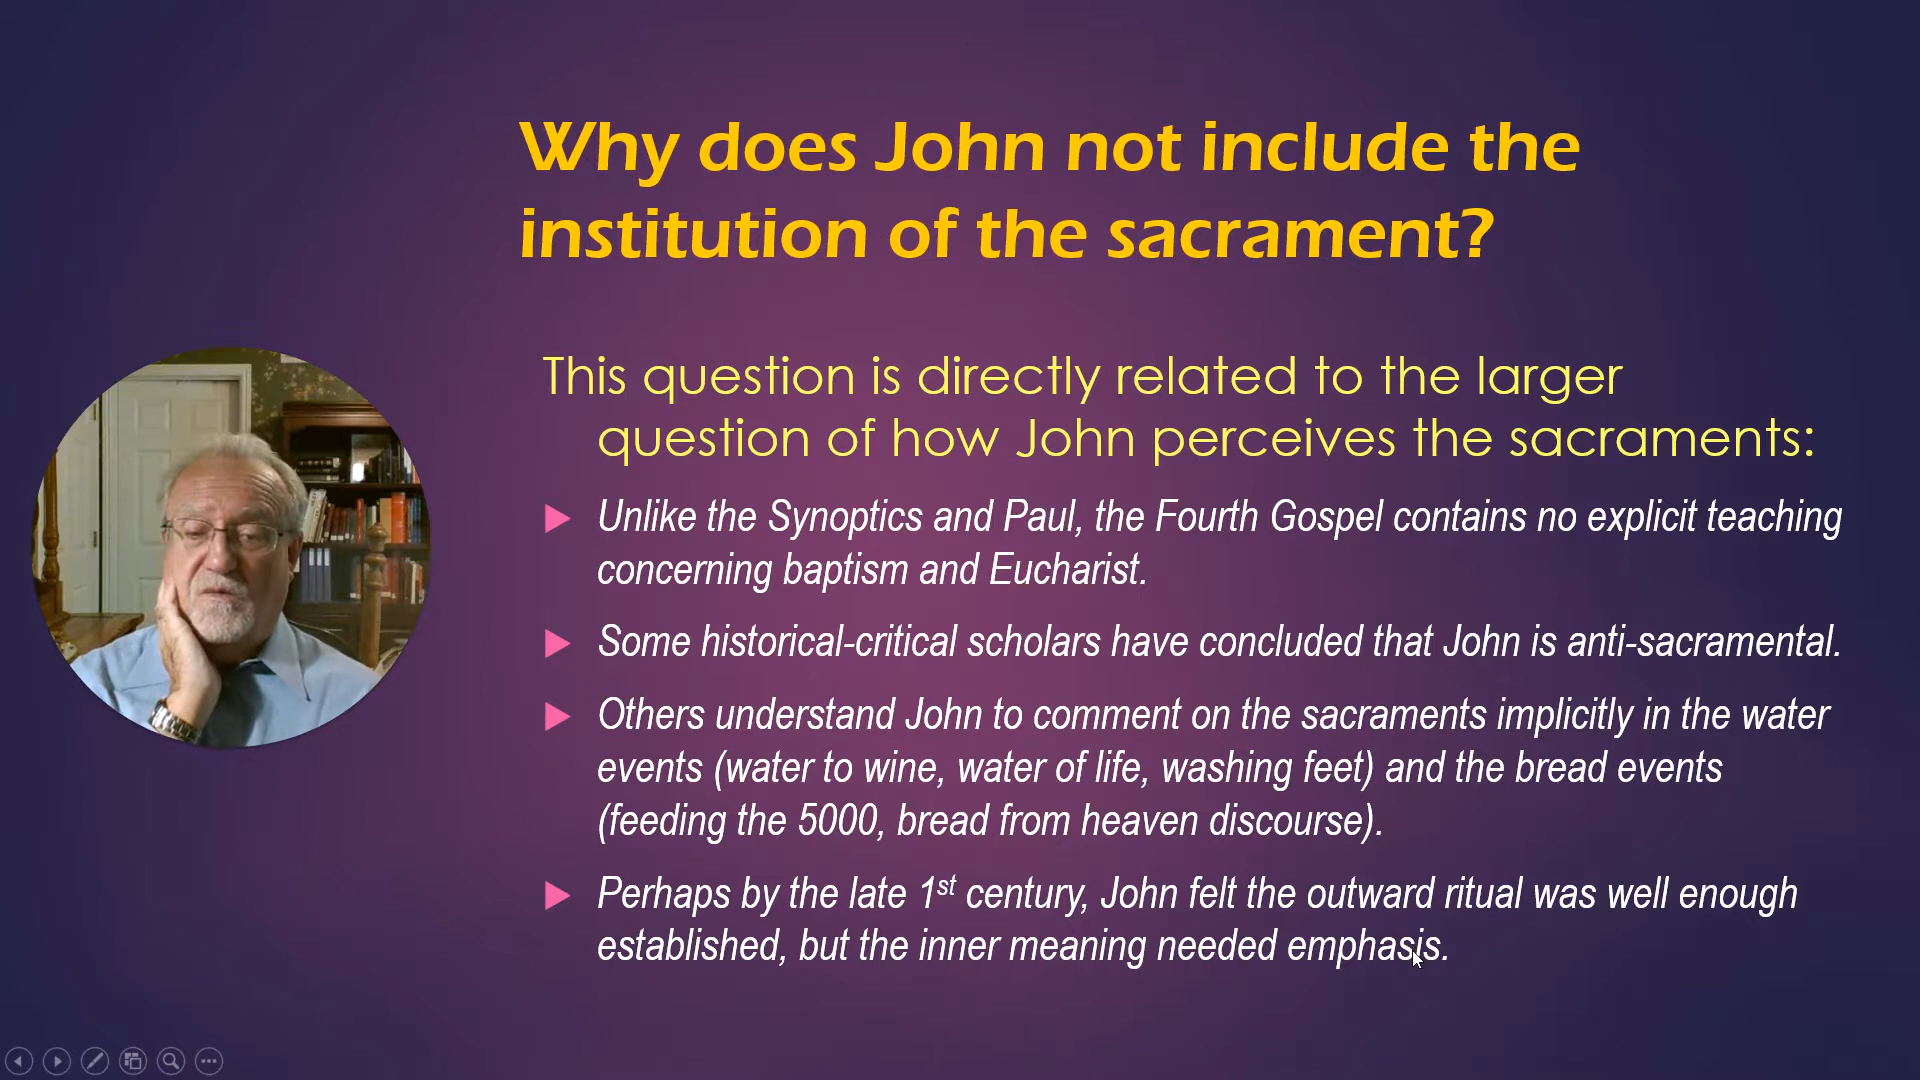 Why does John not include the
institution of the sacrament?
This question is directly related to the larger
question of how John perceives the sacraments:
Unlike the Synoptics and Paul, the Fourth Gospel contains no explicit teaching
concerning baptism and Eucharist.
Some historical-critical scholars have concluded that John is anti-sacramental.
Others understand John to comment on the sacraments implicitly in the water
events (water to wine, water of life, washing feet) and the bread events
(feeding the 5000, bread from heaven discourse).
Perhaps by the late 1st century, John felt the outward ritual was well enough
established, but the inner meaning needed emphasis.